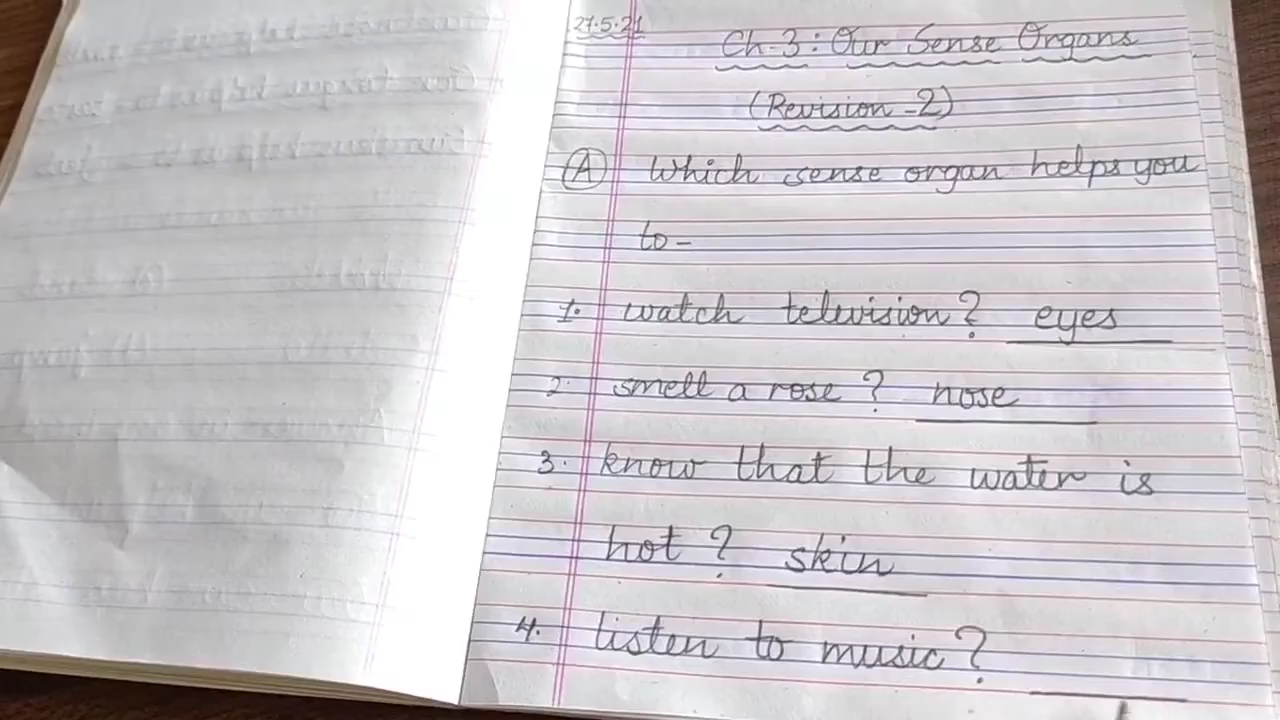 27.5.21
Ch-3: Our Sense Organs
(Revision -2)
(A) Which sense organ helps you
to -
1. watch television? eyes
2. smell a rose? nose
3. know that the water is
hot? skin
4. listen to music?